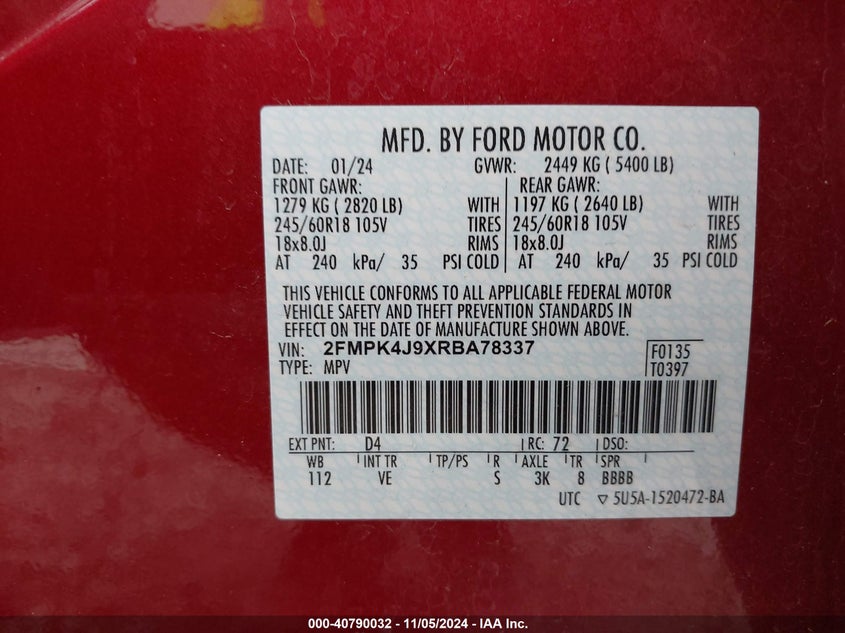 MFD. BY FORD MOTOR CO.
DATE: 01/24 GVWR: 2449 KG ( 5400 LB)
FRONT GAWR: REAR GAWR:
1279 KG ( 2820 LB) WITH 1197 KG ( 2640 LB) WITH
245/60R18 105V TIRES 245/60R18 105V TIRES
18x8.0J RIMS 18x8.0J RIMS
AT 240 kPa/ 35 PSI COLD AT 240 kPa/ 35 PSI COLD
THIS VEHICLE CONFORMS TO ALL APPLICABLE FEDERAL MOTOR
VEHICLE SAFETY AND THEFT PREVENTION STANDARDS IN
EFFECT ON THE DATE OF MANUFACTURE SHOWN ABOVE.
VIN: 2FMPK4J9XRBA78337 F0135
TYPE: MPV T0397
EXT PNT: D4 RC: 72 DSO:
WB INT TR TP/PS R AXLE TR SPR
112 VE S 3K 8 BBBB
UTC ▽ 5U5A-1520472-BA
000-40790032 - 11/05/2024 - IAA Inc.